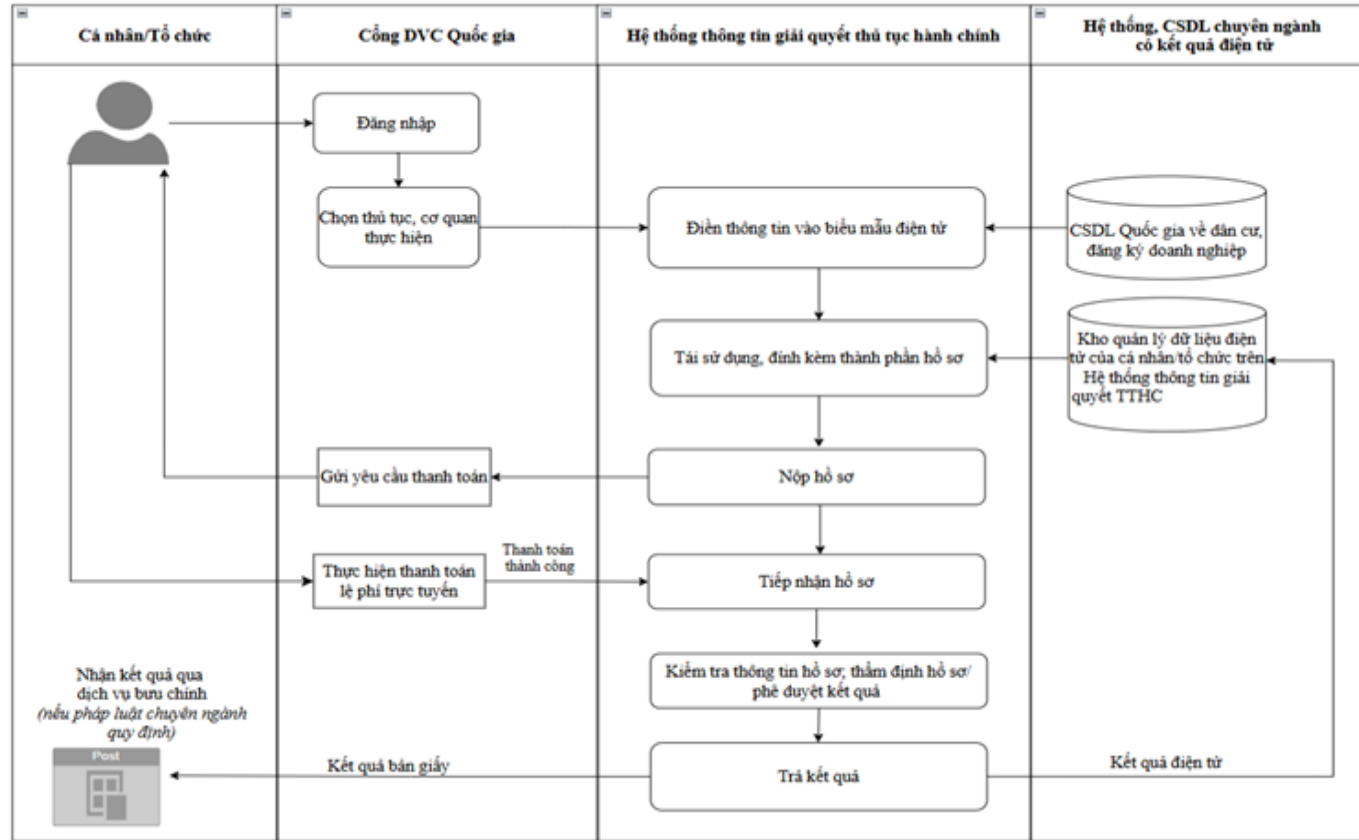 Cá nhân/Tổ chức
Cổng DVC Quốc gia
Hệ thống thông tin giải quyết thủ tục hành chính
Hệ thống, CSDL chuyên ngành
có kết quả điện tử
Đăng nhập
Chọn thủ tục, cơ quan
thực hiện
Điền thông tin vào biểu mẫu điện tử
CSDL Quốc gia về dân cư,
đăng ký doanh nghiệp
Tái sử dụng, đính kèm thành phần hồ sơ
Kho quản lý dữ liệu điện
tử của cá nhân/tổ chức trên
Hệ thống thông tin giải
quyết TTHC
Gửi yêu cầu thanh toán
Nộp hồ sơ
Thực hiện thanh toán
lệ phí trực tuyến
Thanh toán
thành công
Tiếp nhận hồ sơ
Kiểm tra thông tin hồ sơ; thẩm định hồ sơ/
phê duyệt kết quả
Nhận kết quả qua
dịch vụ bưu chính
(nếu pháp luật chuyên ngành
quy định)
Post
Kết quả bản giấy
Trả kết quả
Kết quả điện tử